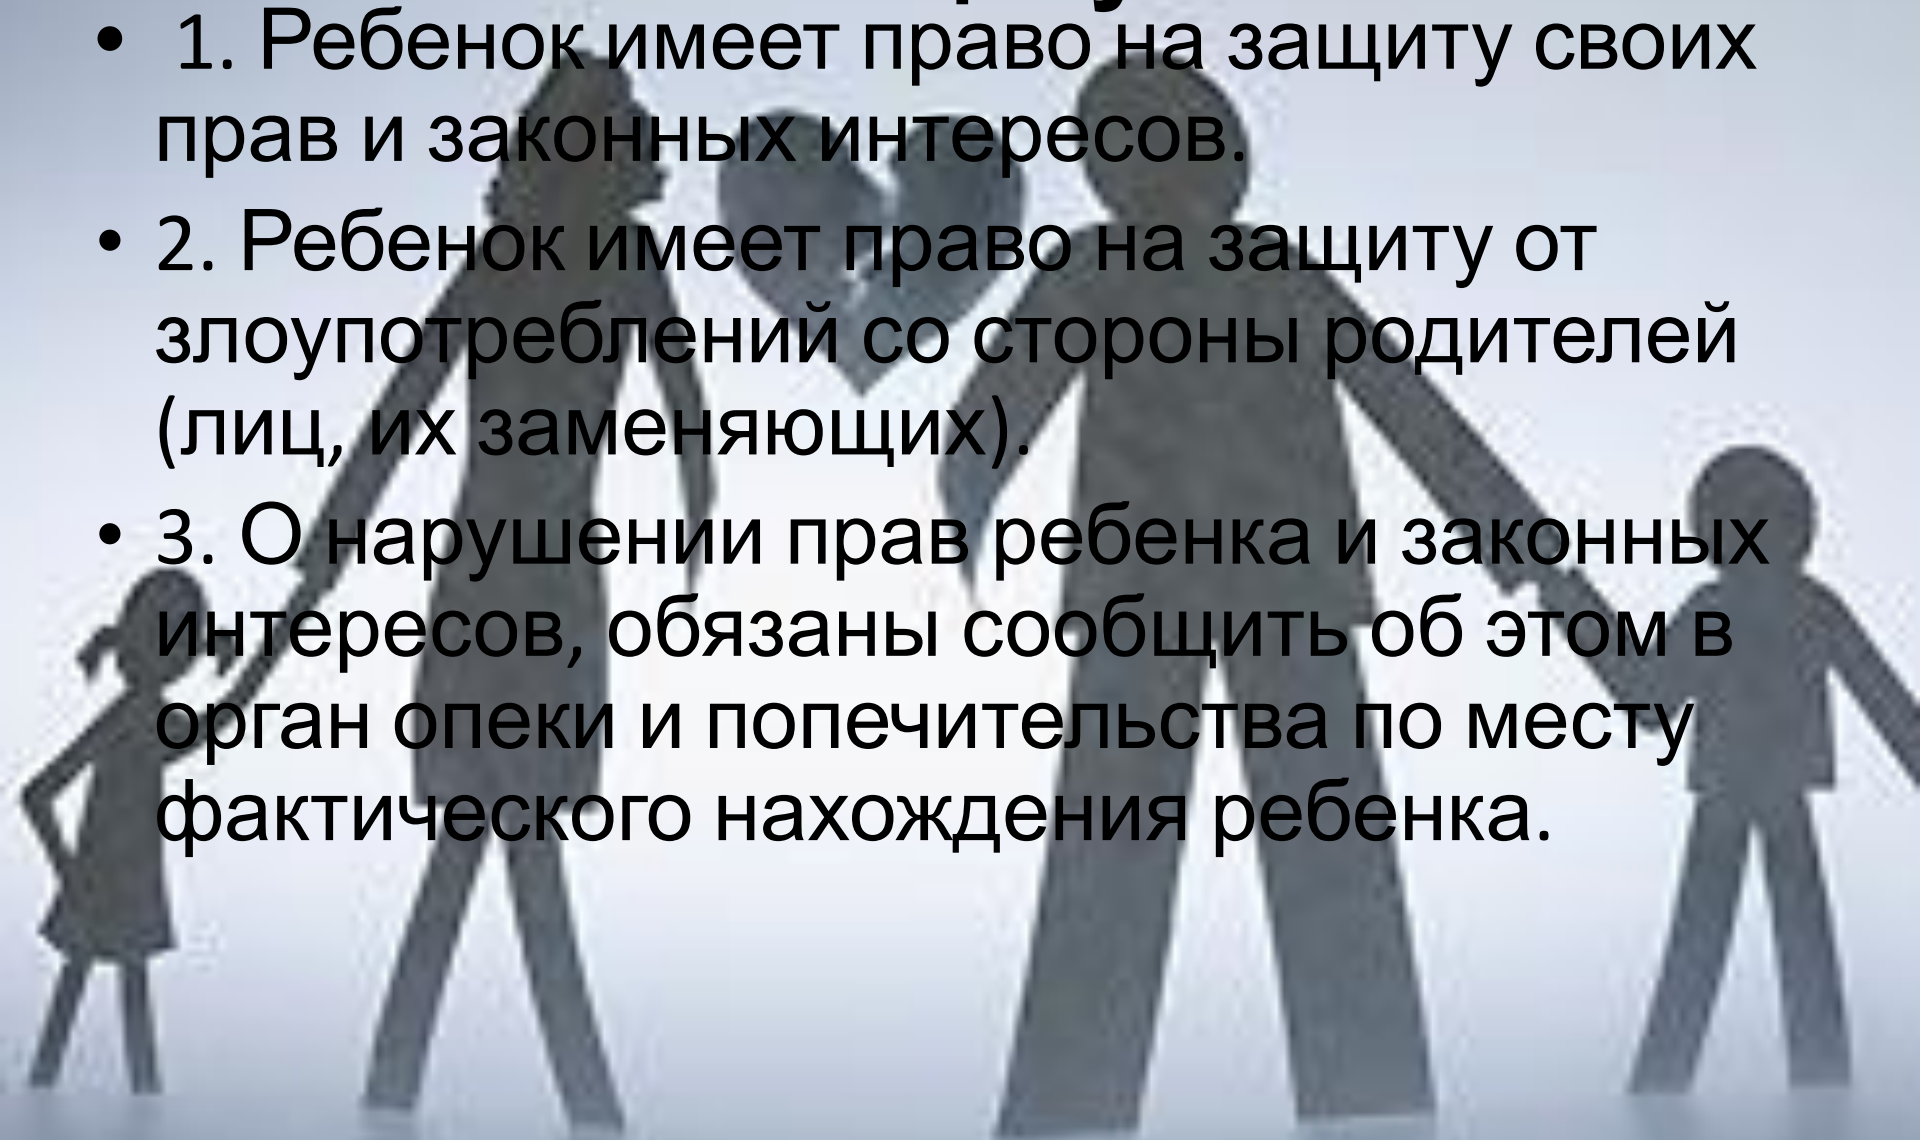 • 1. Ребенок имеет право на защиту своих
прав и законных интересов.
• 2. Ребенок имеет право на защиту от
злоупотреблений со стороны родителей
(лиц, их заменяющих).
• 3. О нарушении прав ребенка и законных
интересов, обязаны сообщить об этом в
орган опеки и попечительства по месту
фактического нахождения ребенка.